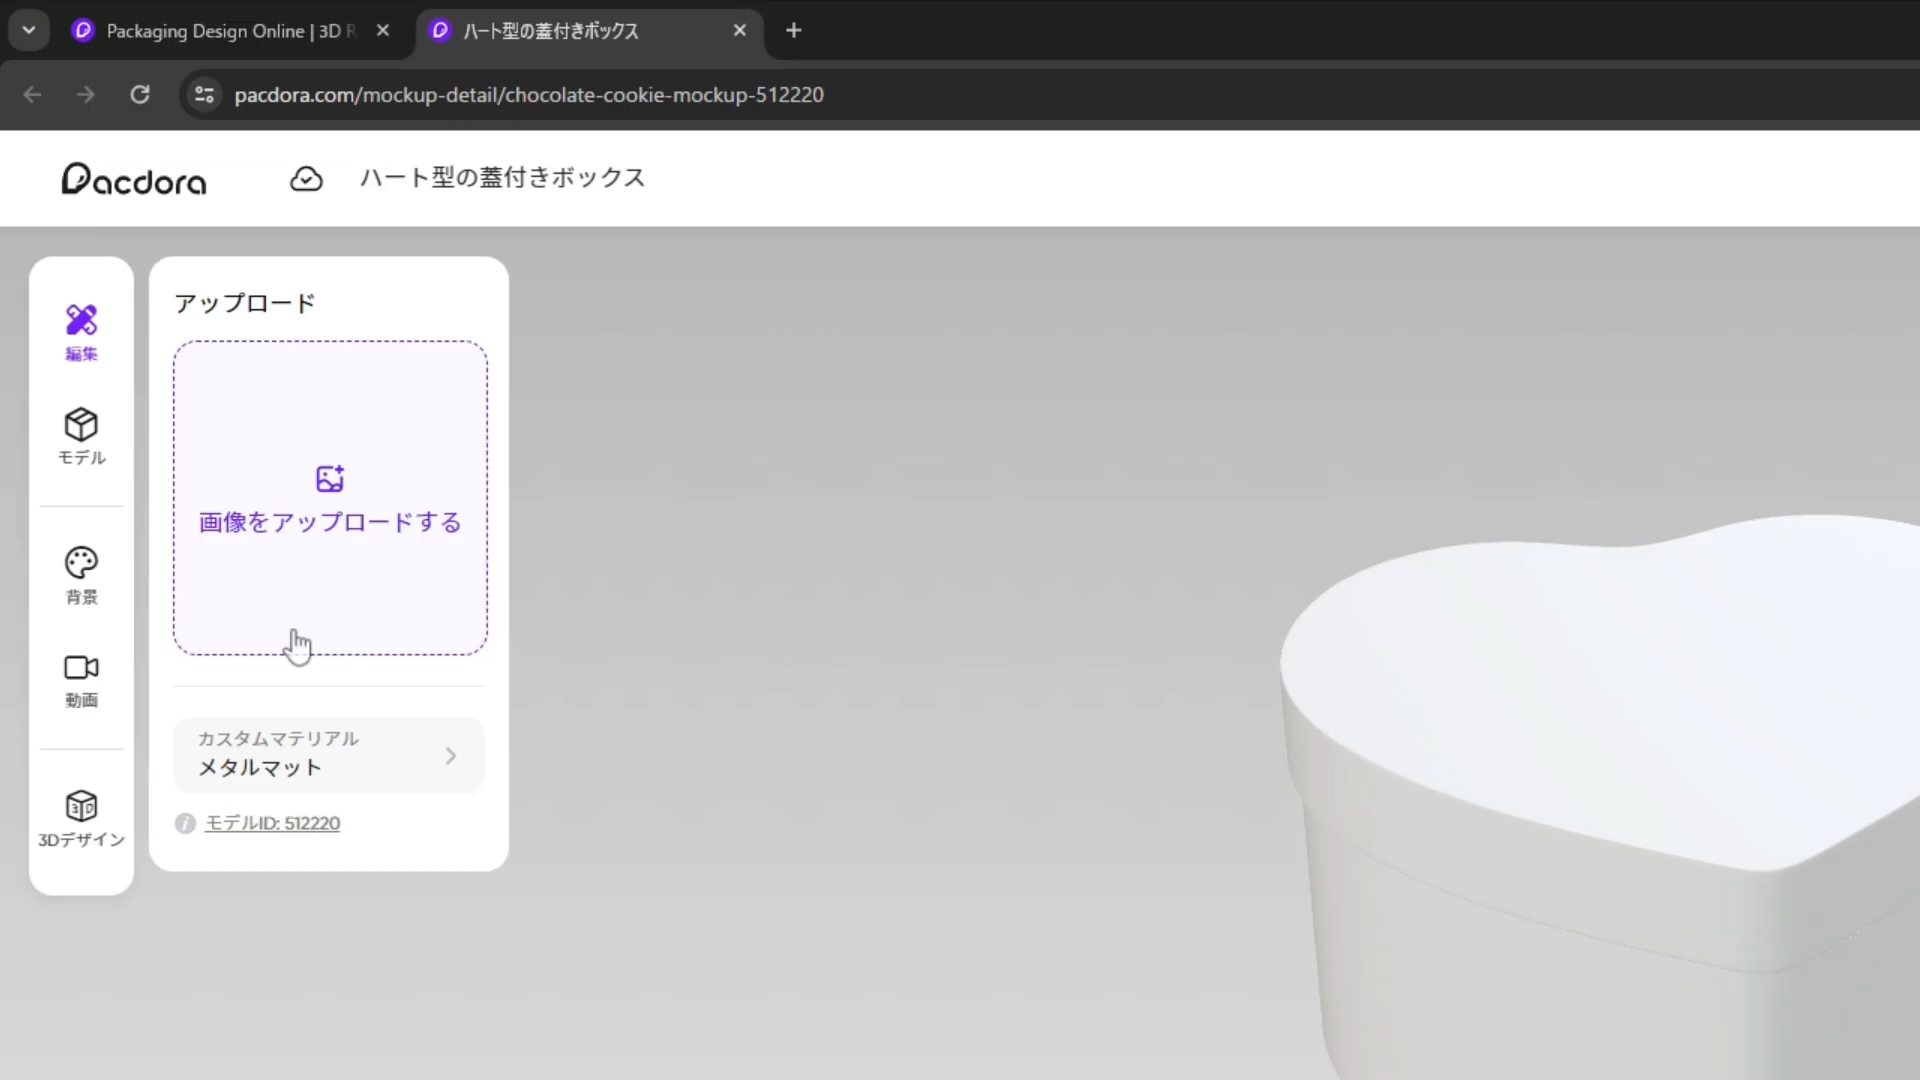 Packaging Design Online | 3D R
ハート型の蓋付きボックス
pacdora.com/mockup-detail/chocolate-cookie-mockup-512220
Pacdora
ハート型の蓋付きボックス
編集
モデル
背景
動画
3Dデザイン
アップロード
画像をアップロードする
カスタムマテリアル
メタルマット
モデルID: 512220